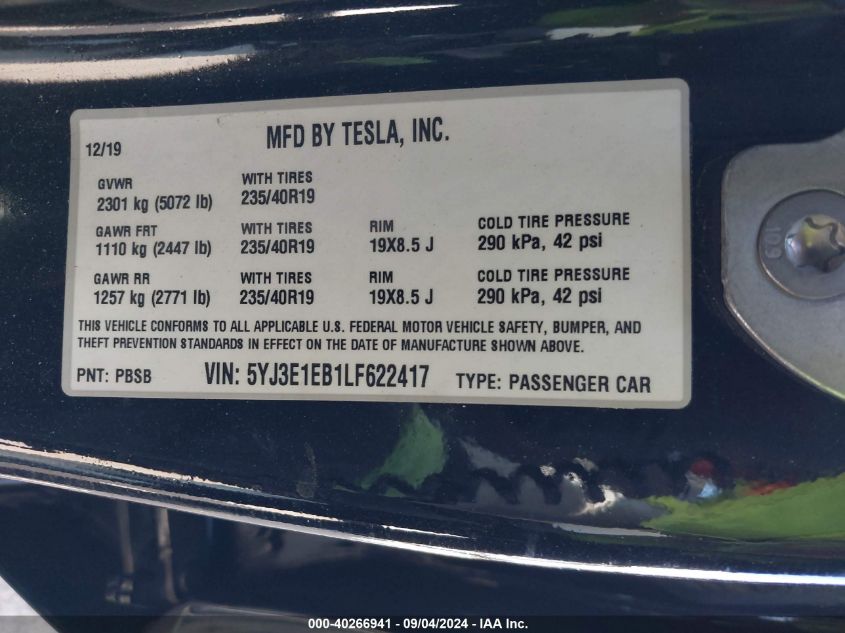 12/19 MFD BY TESLA, INC.
GVWR WITH TIRES
2301 kg (5072 lb) 235/40R19
GAWR FRT WITH TIRES RIM COLD TIRE PRESSURE
1110 kg (2447 lb) 235/40R19 19X8.5 J 290 kPa, 42 psi
GAWR RR WITH TIRES RIM COLD TIRE PRESSURE
1257 kg (2771 lb) 235/40R19 19X8.5 J 290 kPa, 42 psi
THIS VEHICLE CONFORMS TO ALL APPLICABLE U.S. FEDERAL MOTOR VEHICLE SAFETY, BUMPER, AND
THEFT PREVENTION STANDARDS IN EFFECT ON THE DATE OF MANUFACTURE SHOWN ABOVE.
PNT: PBSB VIN: 5YJ3E1EB1LF622417 TYPE: PASSENGER CAR
000-40266941 - 09/04/2024 - IAA Inc.